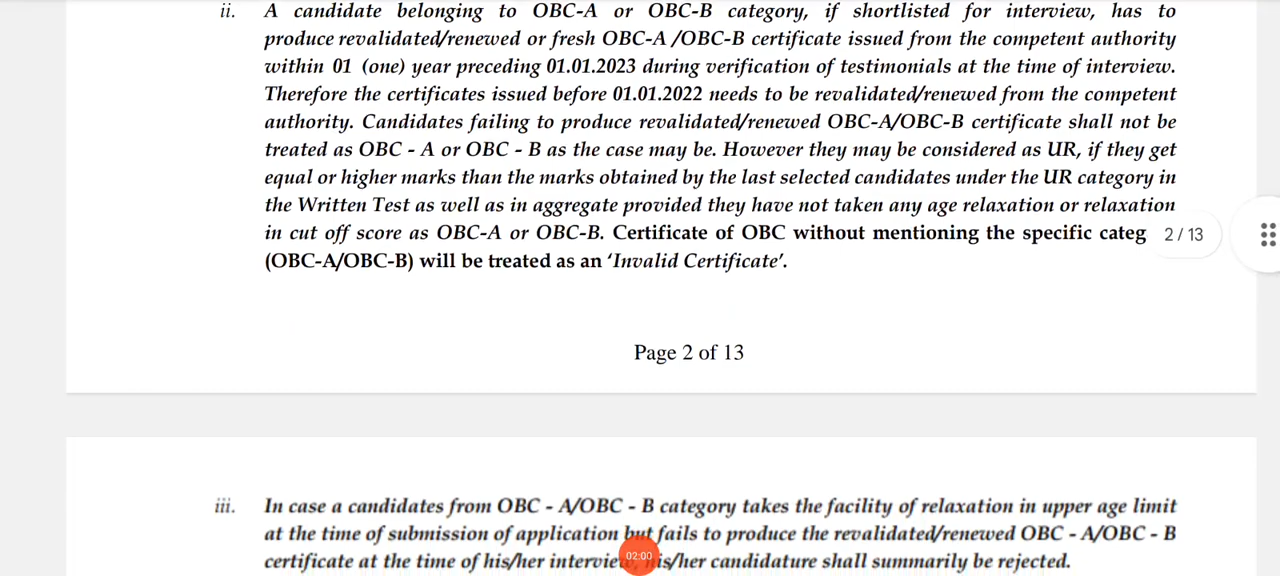 ii. A candidate belonging to OBC-A or OBC-B category, if shortlisted for interview, has to
produce revalidated/renewed or fresh OBC-A /OBC-B certificate issued from the competent authority
within 01 (one) year preceding 01.01.2023 during verification of testimonials at the time of interview.
Therefore the certificates issued before 01.01.2022 needs to be revalidated/renewed from the competent
authority. Candidates failing to produce revalidated/renewed OBC-A/OBC-B certificate shall not be
treated as OBC - A or OBC - B as the case may be. However they may be considered as UR, if they get
equal or higher marks than the marks obtained by the last selected candidates under the UR category in
the Written Test as well as in aggregate provided they have not taken any age relaxation or relaxation
in cut off score as OBC-A or OBC-B. Certificate of OBC without mentioning the specific categ
2 / 13
(OBC-A/OBC-B) will be treated as an ‘Invalid Certificate’.
Page 2 of 13
iii. In case a candidates from OBC - A/OBC - B category takes the facility of relaxation in upper age limit
at the time of submission of application but fails to produce the revalidated/renewed OBC - A/OBC - B
certificate at the time of his/her is/her candidature shall summarily be rejected.
02:00